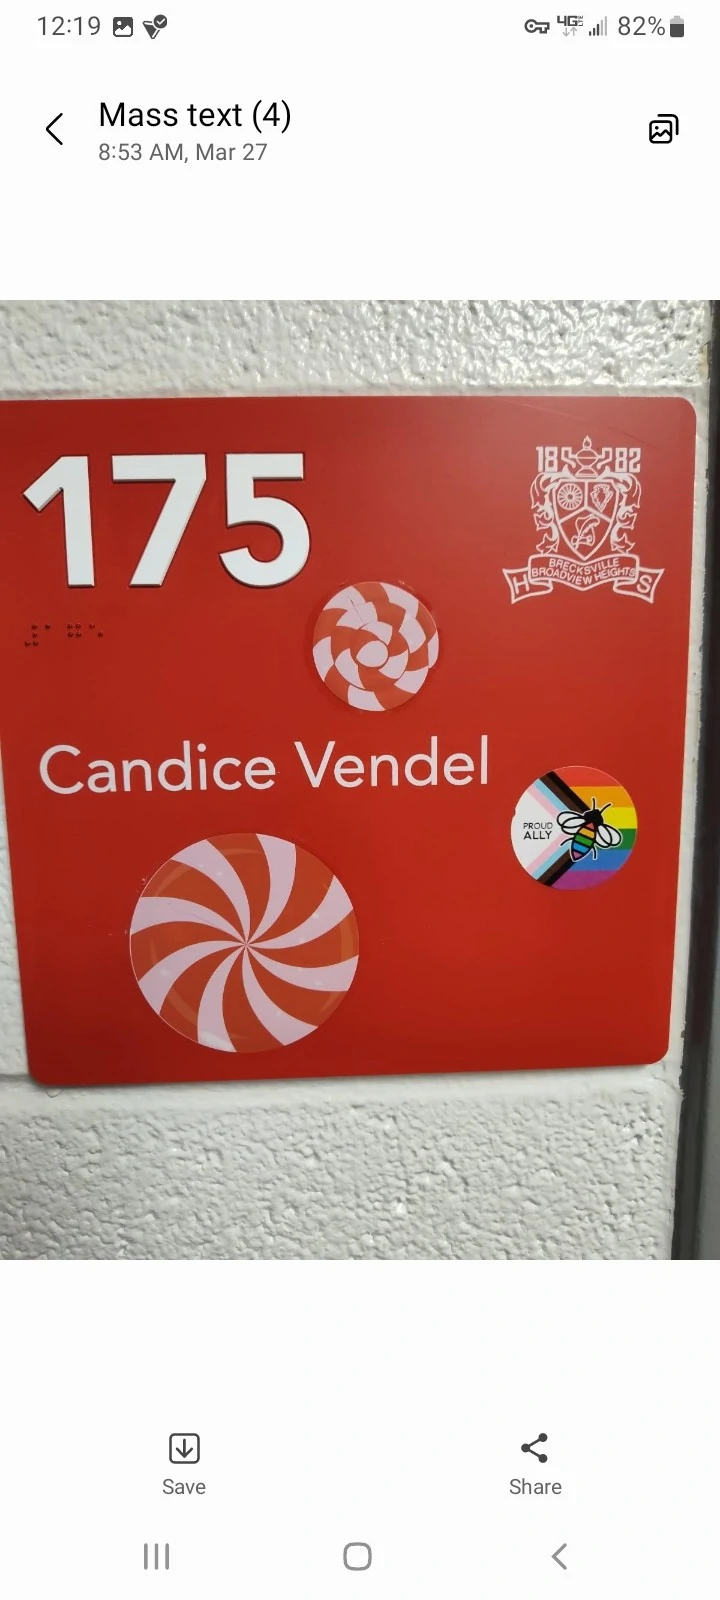 12:19
4G
82%
Mass text (4)
8:53 AM, Mar 27
175
1882
BRECKSVILLE
H BROADVIEW HEIGHTS S
Candice Vendel
PROUD
ALLY
Save
Share